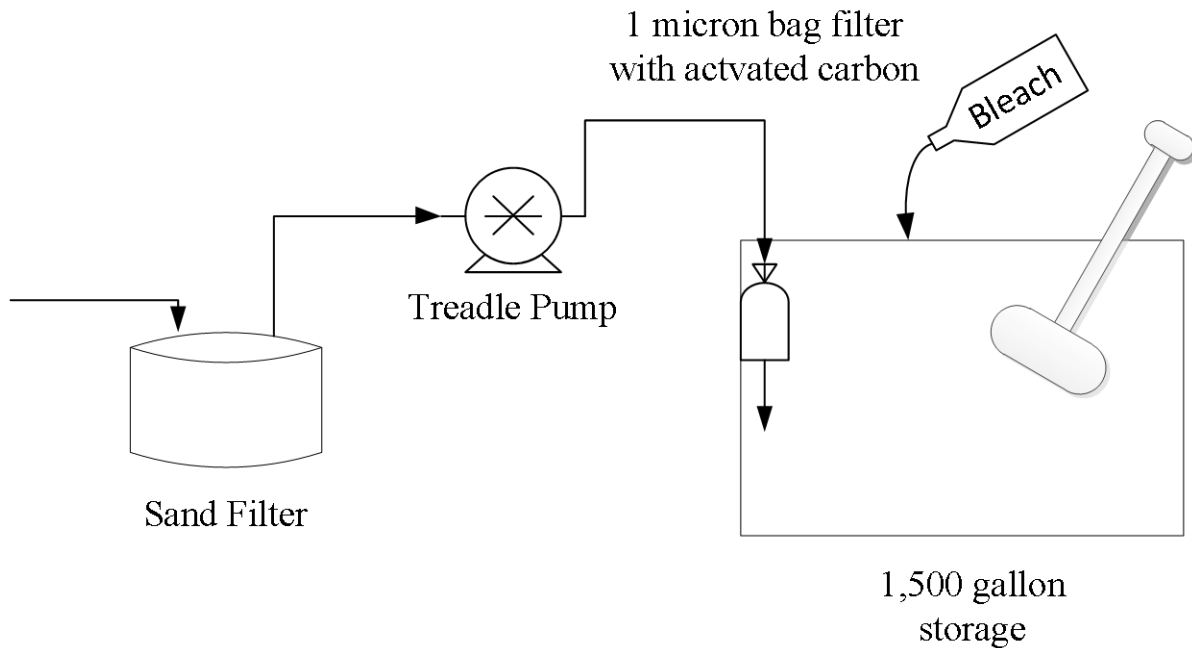 1 micron bag filter
with actvated carbon
Bleach
Treadle Pump
Sand Filter
1,500 gallon
storage